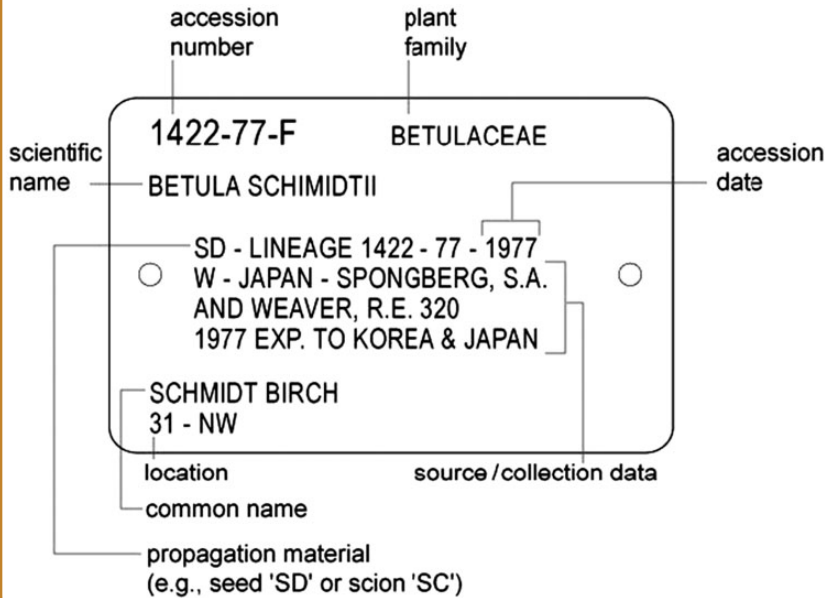 accession
number
plant
family
1422-77-F
BETULACEAE
scientific
name
accession
date
BETULA SCHIMIDTII
SD - LINEAGE 1422 - 77 - 1977
W - JAPAN - SPONGBERG, S.A.
AND WEAVER, R.E. 320
1977 EXP. TO KOREA & JAPAN
SCHMIDT BIRCH
31 - NW
location
source/collection data
common name
propagation material
(e.g., seed 'SD' or scion 'SC')